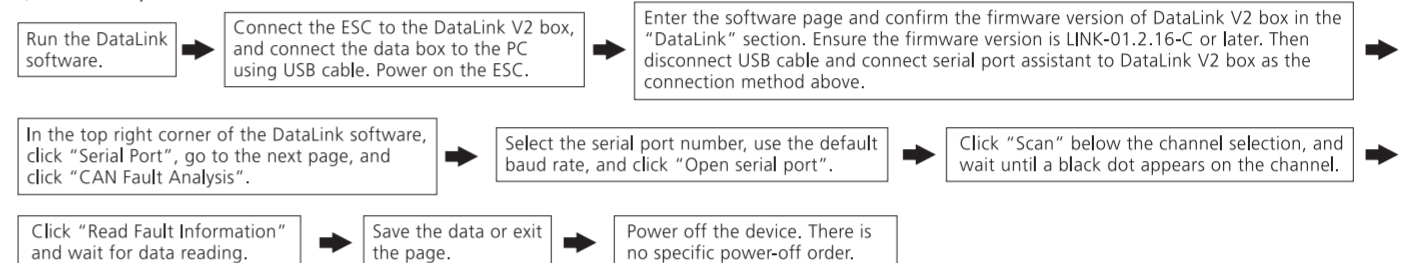 Run the DataLink
software.
Connect the ESC to the DataLink V2 box,
and connect the data box to the PC
using USB cable. Power on the ESC.
Enter the software page and confirm the firmware version of DataLink V2 box in the
“DataLink” section. Ensure the firmware version is LINK-01.2.16-C or later. Then
disconnect USB cable and connect serial port assistant to DataLink V2 box as the
connection method above.
In the top right corner of the DataLink software,
click “Serial Port”, go to the next page, and
click “CAN Fault Analysis”.
Select the serial port number, use the default
baud rate, and click “Open serial port”.
Click “Scan” below the channel selection, and
wait until a black dot appears on the channel.
Click “Read Fault Information”
and wait for data reading.
Save the data or exit
the page.
Power off the device. There is
no specific power-off order.